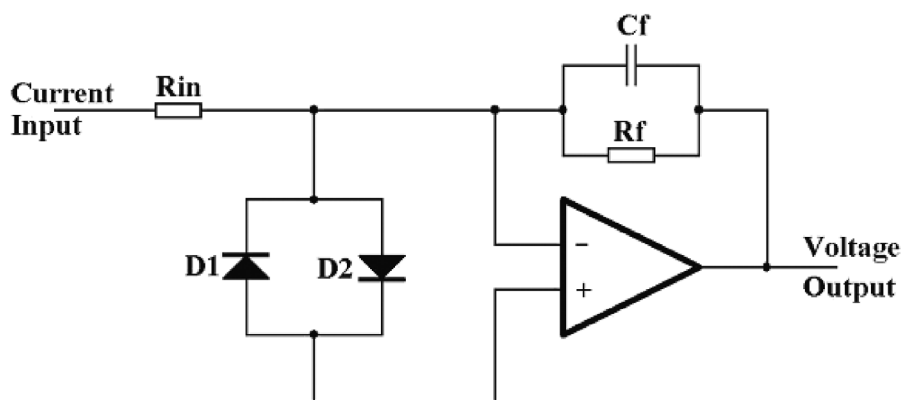 Cf
Current
Input
Rin
Rf
D1
D2
−
+
Voltage
Output